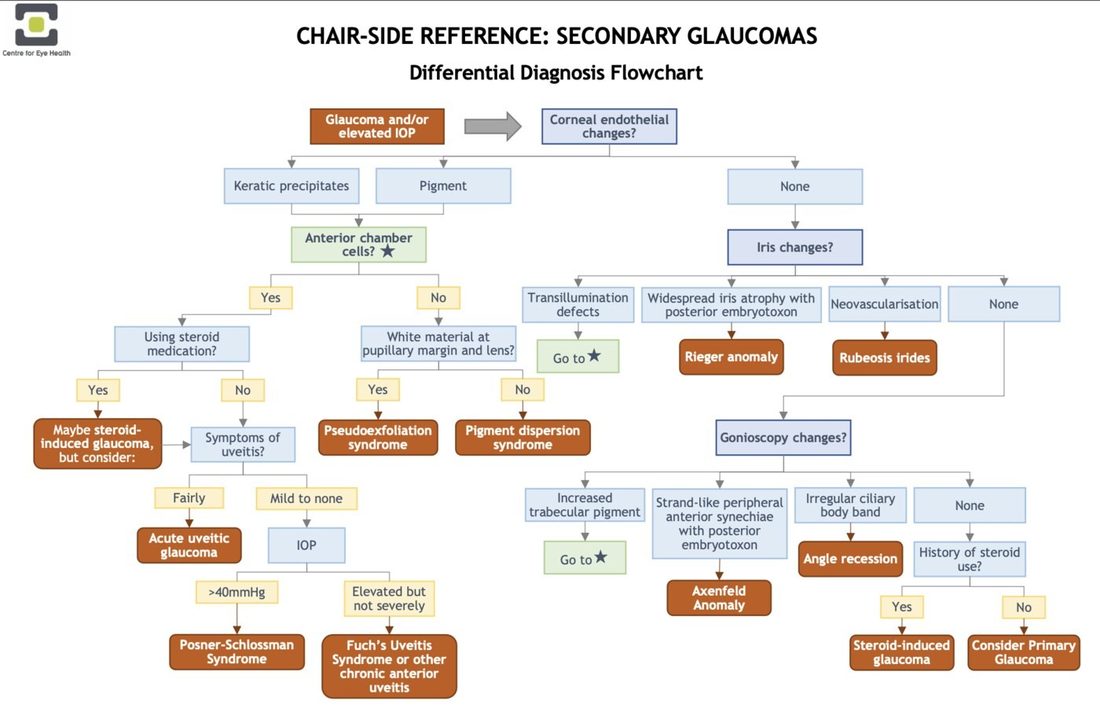 Centre for Eye Health
CHAIR-SIDE REFERENCE: SECONDARY GLAUCOMAS
Differential Diagnosis Flowchart
Glaucoma and/or
elevated IOP
Corneal endothelial
changes?
Keratic precipitates
Pigment
None
Anterior chamber
cells? ★
Iris changes?
Yes
No
Transillumination
defects
Widespread iris atrophy with
posterior embryotoxon
Neovascularisation
None
Using steroid
medication?
White material at
pupillary margin and lens?
Go to ★
Rieger anomaly
Rubeosis irides
Yes
No
Yes
No
Maybe steroid-
induced glaucoma,
but consider:
Symptoms of
uveitis?
Pseudoexfoliation
syndrome
Pigment dispersion
syndrome
Gonioscopy changes?
Fairly
Mild to none
Increased
trabecular pigment
Strand-like peripheral
anterior synechiae
with posterior
embryotoxon
Irregular ciliary
body band
None
Acute uveitic
glaucoma
IOP
Go to ★
Angle recession
History of steroid
use?
>40mmHg
Elevated but
not severely
Axenfeld
Anomaly
Yes
No
Posner-Schlossman
Syndrome
Fuch's Uveitis
Syndrome or other
chronic anterior
uveitis
Steroid-induced
glaucoma
Consider Primary
Glaucoma